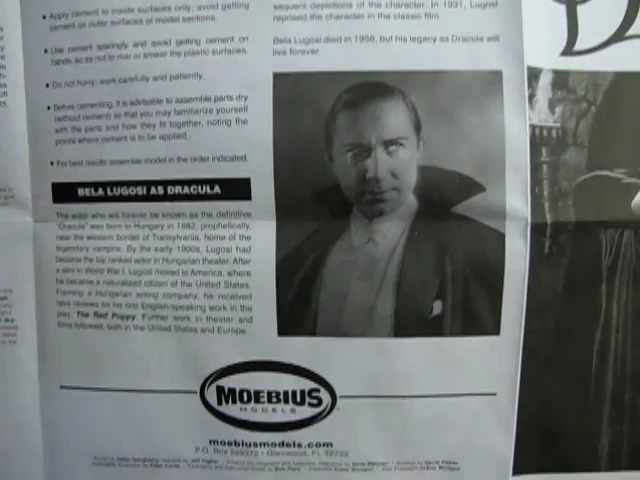 • Apply cement to inside surfaces only; avoid getting
cement on outer surfaces of model sections.
• Use cement sparingly and avoid getting cement on
hands, so as not to mar or smear the plastic surfaces.
• Do not hurry; work carefully and patiently.
• Before cementing, it is advisable to assemble parts dry
(without cement) so that you may familiarize yourself
with the parts and how they fit together, noting the
points where cement is to be applied.
• For best results assemble model in the order indicated.
BELA LUGOSI AS DRACULA
The actor who will forever be known as the definitive
"Dracula" was born in Hungary in 1882; prophetically,
near the western border of Transylvania, home of the
legendary vampire. By the early 1900s, Lugosi had
become the top ranked actor in Hungarian theater. After
a stint in World War I, Lugosi moved to America, where
he became a naturalized citizen of the United States.
Forming a Hungarian acting company, he received
rave reviews for his first English-speaking work in the
play, The Red Poppy. Further work in theater and
films followed, both in the United States and Europe.
sequent depictions of the character. In 1931, Lugosi
reprised the character in the classic film.
Bela Lugosi died in 1956, but his legacy as Dracula will
live forever.
MOEBIUS
MODELS
moebiusmodels.com
P.O. Box Glenwood, FL 32722